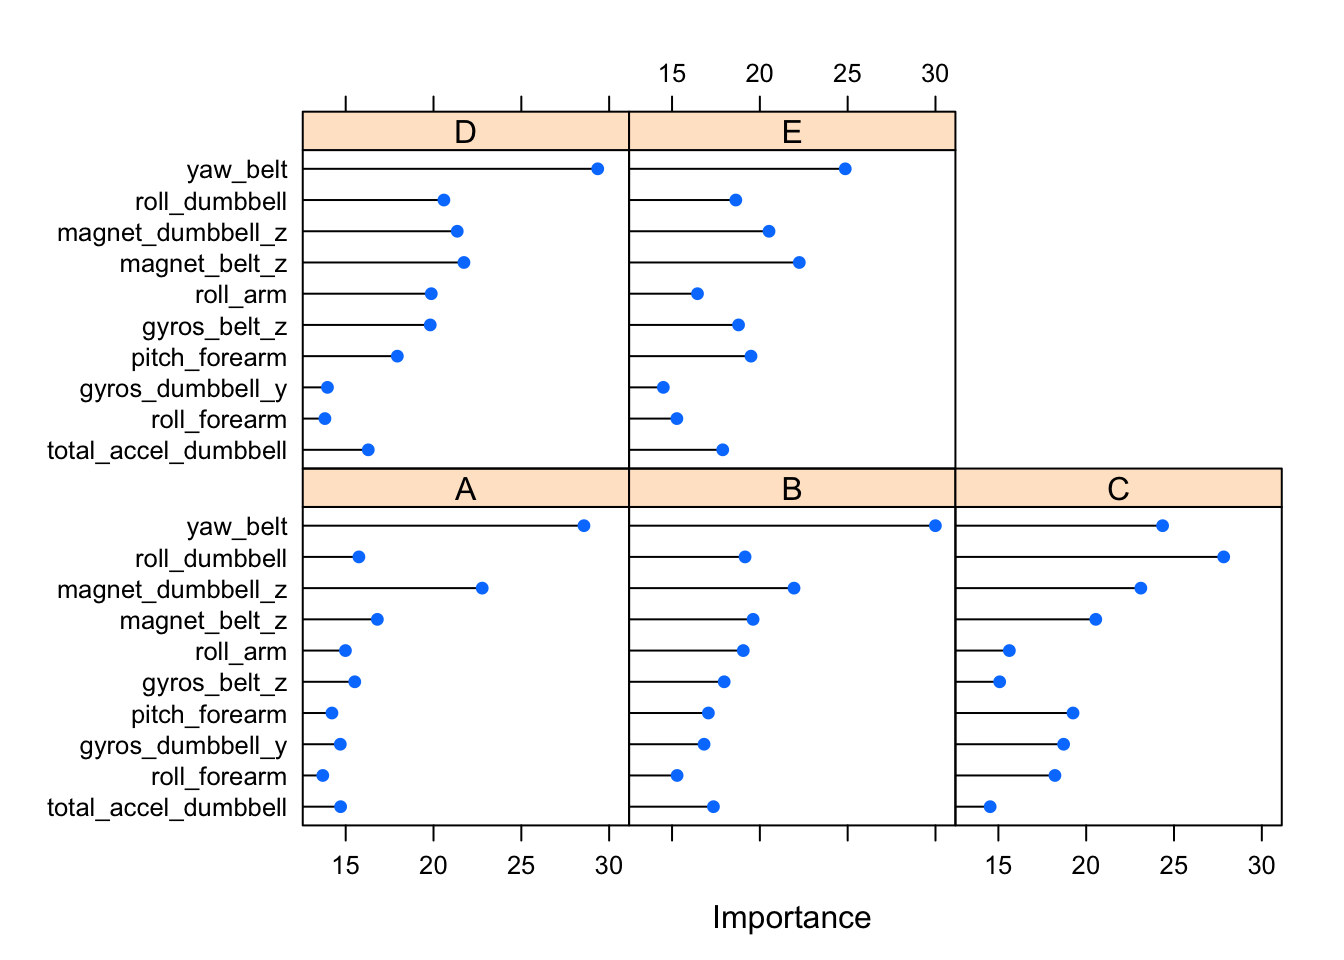 15 20 25 30
D E
yaw_belt
roll_dumbbell
magnet_dumbbell_z
magnet_belt_z
roll_arm
gyros_belt_z
pitch_forearm
gyros_dumbbell_y
roll_forearm
total_accel_dumbbell
A B C
yaw_belt
roll_dumbbell
magnet_dumbbell_z
magnet_belt_z
roll_arm
gyros_belt_z
pitch_forearm
gyros_dumbbell_y
roll_forearm
total_accel_dumbbell
15 20 25 30 15 20 25 30
Importance